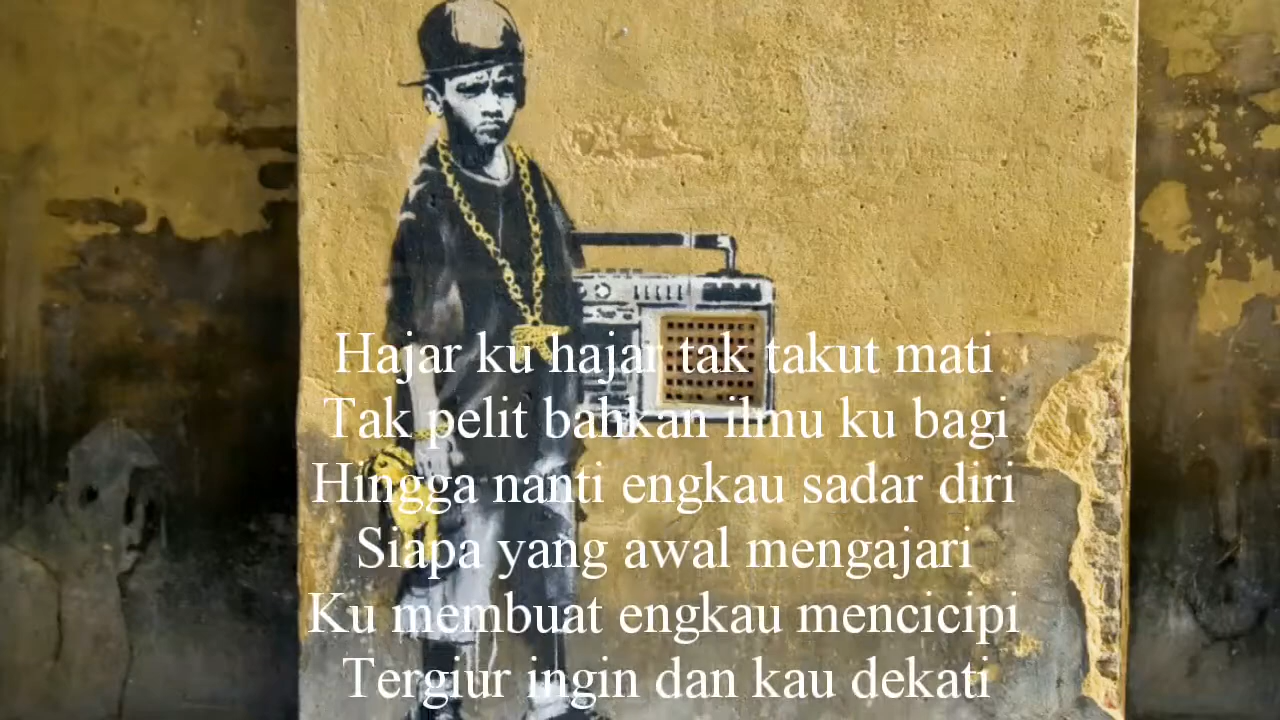 Hajar ku hajar tak takut mati
Tak pelit bahkan ilmu ku bagi
Hingga nanti engkau sadar diri
Siapa yang awal mengajari
Ku membuat engkau mencicipi
Tergiur ingin dan kau dekati